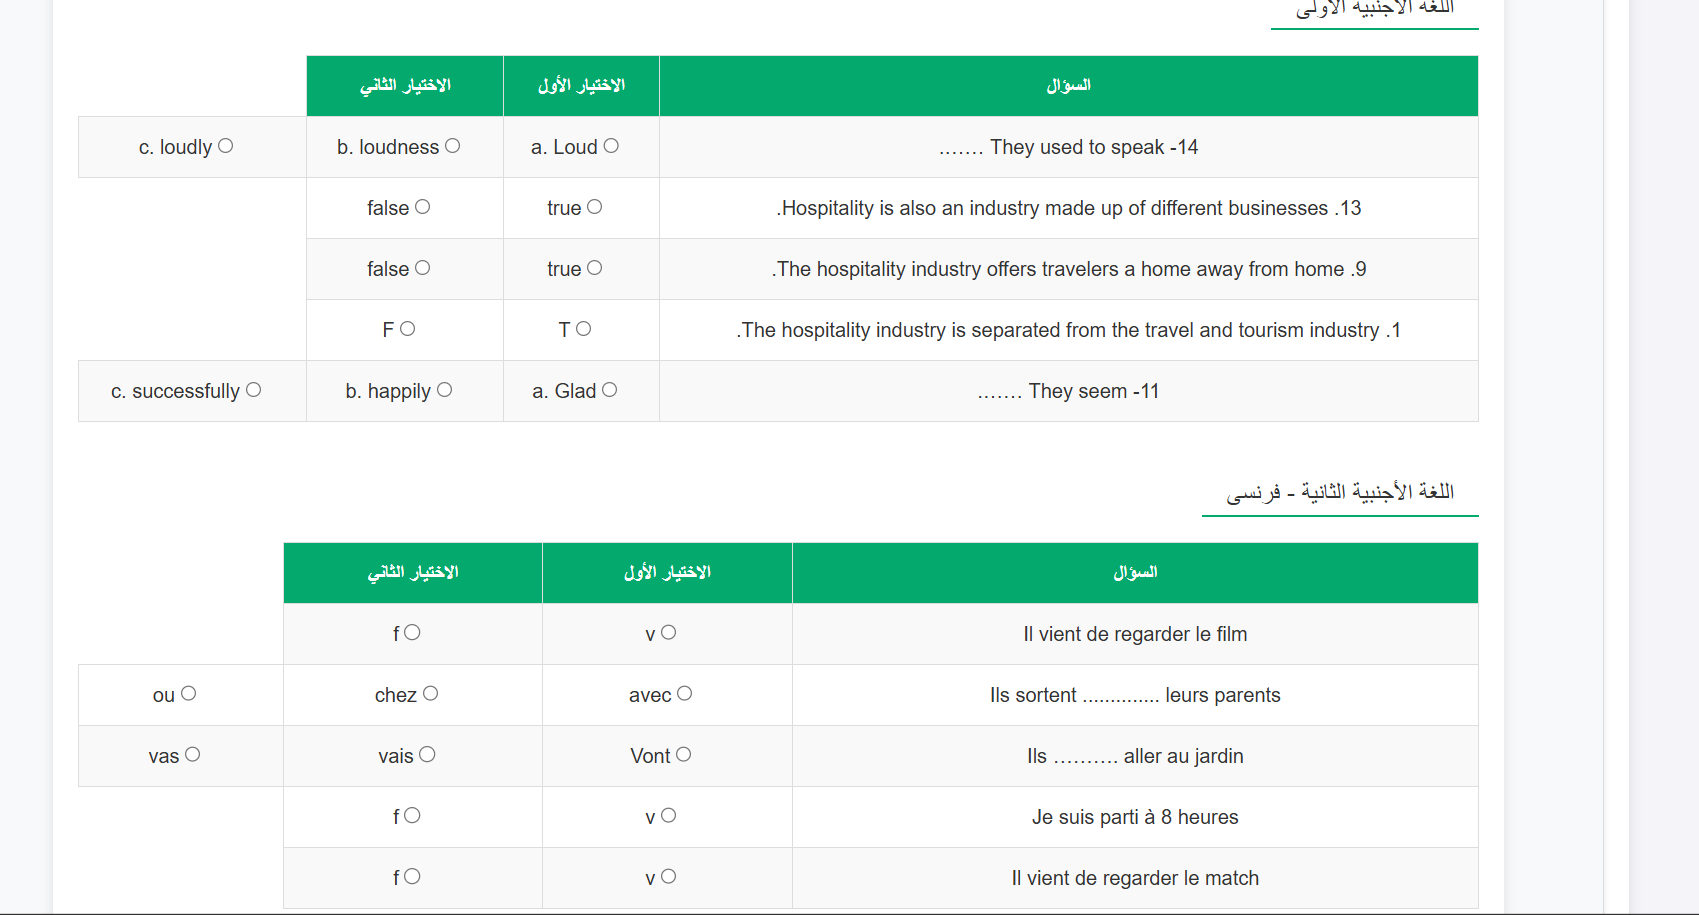 اللغة الأجنبية الأولى
السؤال الاختيار الأول الاختيار الثاني
14- They used to speak ....... a. Loud b. loudness c. loudly
13. Hospitality is also an industry made up of different businesses. true false
9. The hospitality industry offers travelers a home away from home. true false
1. The hospitality industry is separated from the travel and tourism industry. T F
11- They seem ....... a. Glad b. happily c. successfully
اللغة الأجنبية الثانية - فرنسى
السؤال الاختيار الأول الاختيار الثاني
Il vient de regarder le film v f
Ils sortent ............. leurs parents avec chez ou
Ils ………. aller au jardin Vont vais vas
Je suis parti à 8 heures v f
Il vient de regarder le match v f